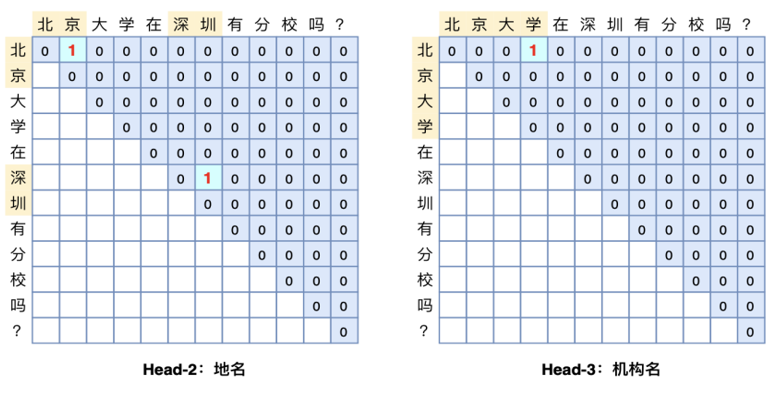 北 京 大 学 在 深 圳 有 分 校 吗 ?
北 0 1 0 0 0 0 0 0 0 0 0 0
京 0 0 0 0 0 0 0 0 0 0 0
大 0 0 0 0 0 0 0 0 0 0
学 0 0 0 0 0 0 0 0 0
在 0 0 0 0 0 0 0 0
深 0 1 0 0 0 0 0
圳 0 0 0 0 0 0
有 0 0 0 0 0
分 0 0 0 0
校 0 0 0
吗 0 0
? 0
Head-2：地名
北 京 大 学 在 深 圳 有 分 校 吗 ?
北 0 0 0 1 0 0 0 0 0 0 0 0
京 0 0 0 0 0 0 0 0 0 0 0
大 0 0 0 0 0 0 0 0 0 0
学 0 0 0 0 0 0 0 0 0
在 0 0 0 0 0 0 0 0
深 0 0 0 0 0 0 0
圳 0 0 0 0 0 0
有 0 0 0 0 0
分 0 0 0 0
校 0 0 0
吗 0 0
? 0
Head-3：机构名